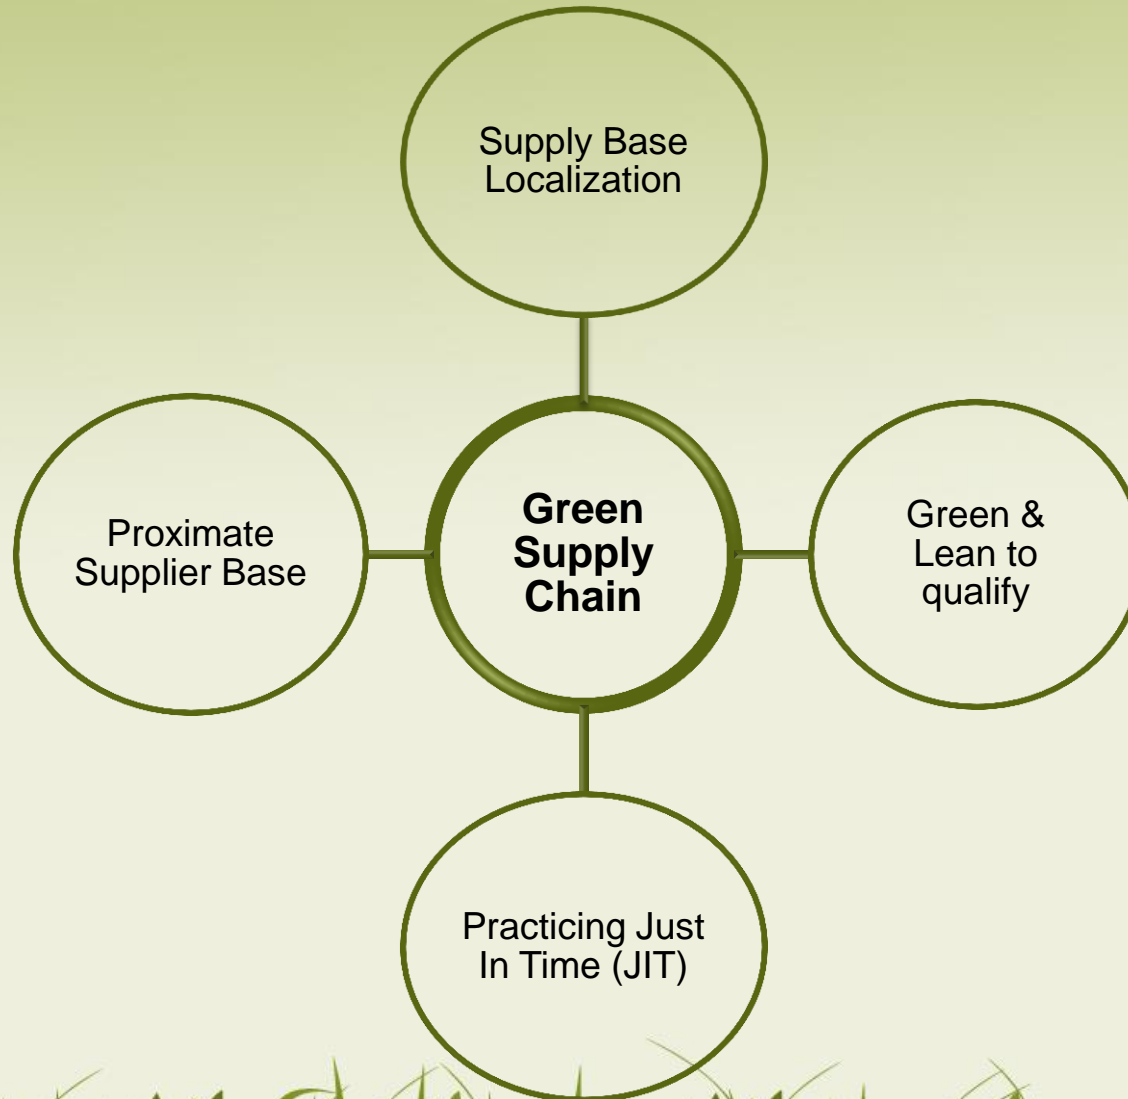 Supply Base
Localization
Proximate
Supplier Base
Green
Supply
Chain
Green &
Lean to
qualify
Practicing Just
In Time (JIT)